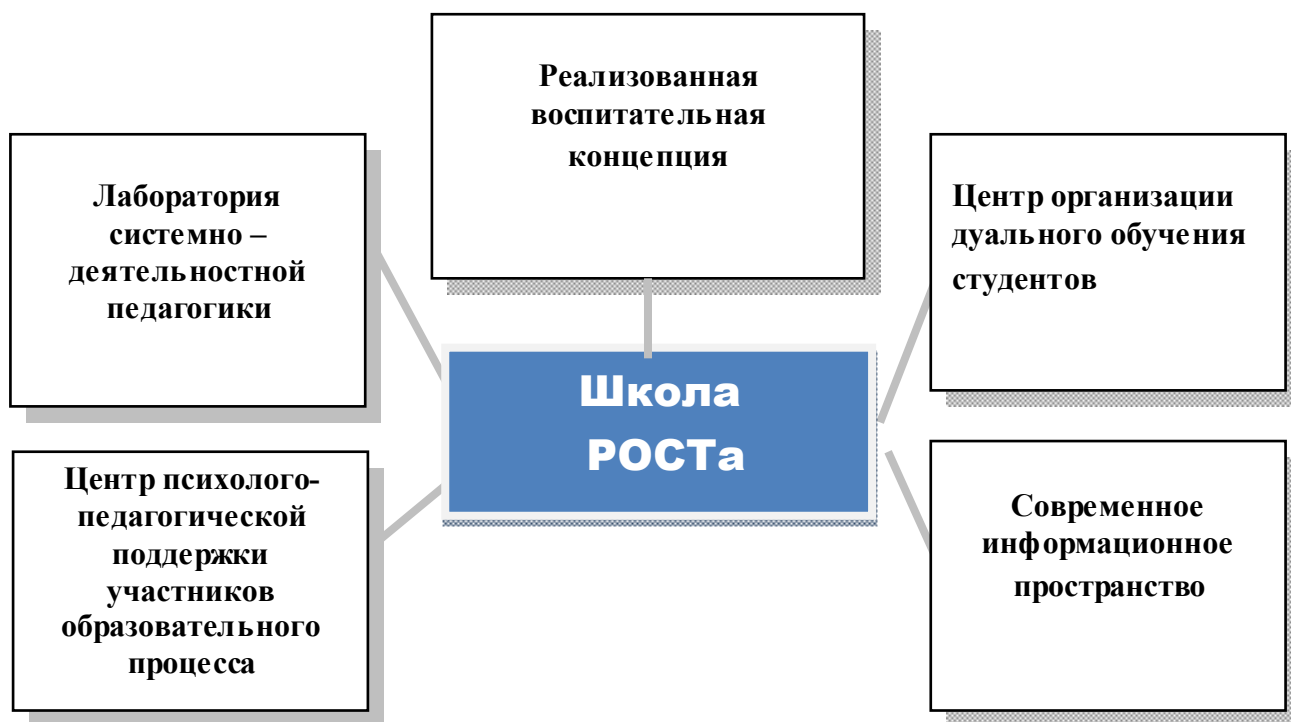 Реализованная
воспитательная
концепция
Лаборатория
системно –
деятельностной
педагогики
Центр организации
дуального обучения
студентов
Школа
РОСТа
Центр психолого-
педагогической
поддержки
участников
образовательного
процесса
Современное
информационное
пространство